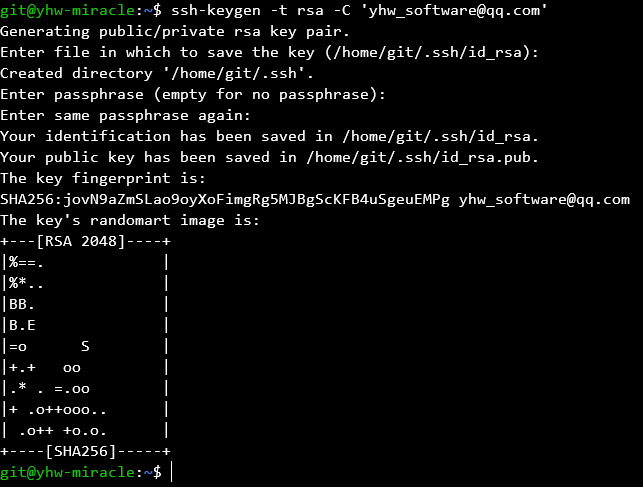 git@yhw-miracle:~$ ssh-keygen -t rsa -C 'yhw_software@qq.com'
Generating public/private rsa key pair.
Enter file in which to save the key (/home/git/.ssh/id_rsa):
Created directory '/home/git/.ssh'.
Enter passphrase (empty for no passphrase):
Enter same passphrase again:
Your identification has been saved in /home/git/.ssh/id_rsa.
Your public key has been saved in /home/git/.ssh/id_rsa.pub.
The key fingerprint is:
SHA256:jovN9aZmSLao9oyXoFimgRg5MJBgScKFB4uSgeuEMPg yhw_software@qq.com
The key's randomart image is:
+---[RSA 2048]----+
|%==.             |
|%*..             |
|BB.              |
|B.E              |
|=o      S        |
|+.+   oo         |
|.* . =.oo        |
|+ .o++ooo..      |
| .o++ +o.o.      |
+----[SHA256]-----+
git@yhw-miracle:~$